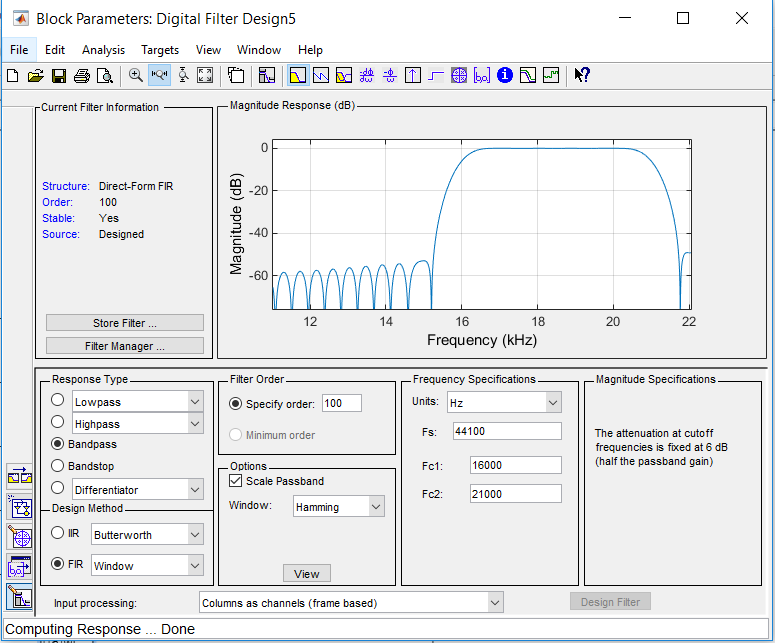 Block Parameters: Digital Filter Design5
File Edit Analysis Targets View Window Help
Current Filter Information
Structure: Direct-Form FIR
Order: 100
Stable: Yes
Source: Designed
Store Filter ...
Filter Manager ...
Magnitude Response (dB)
Magnitude (dB)
0
-20
-40
-60
12 14 16 18 20 22
Frequency (kHz)
Response Type
Lowpass
Highpass
Bandpass
Bandstop
Differentiator
Design Method
IIR Butterworth
FIR Window
Filter Order
Specify order: 100
Minimum order
Options
Scale Passband
Window: Hamming
View
Frequency Specifications
Units: Hz
Fs: 44100
Fc1: 16000
Fc2: 21000
Magnitude Specifications
The attenuation at cutoff
frequencies is fixed at 6 dB
(half the passband gain)
Input processing: Columns as channels (frame based)
Design Filter
Computing Response ... Done